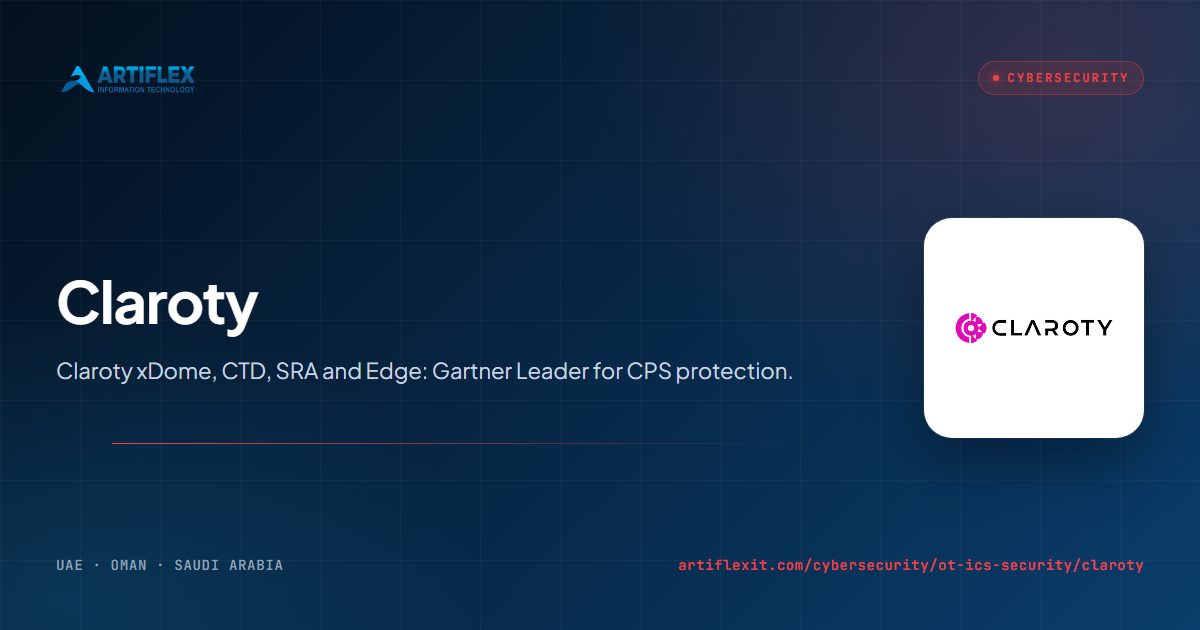 ARTIFLEX
INFORMATION TECHNOLOGY
CYBERSECURITY
Claroty
Claroty xDome, CTD, SRA and Edge: Gartner Leader for CPS protection.
CLAROTY
UAE · OMAN · SAUDI ARABIA
artiflexit.com/cybersecurity/ot-ics-security/claroty